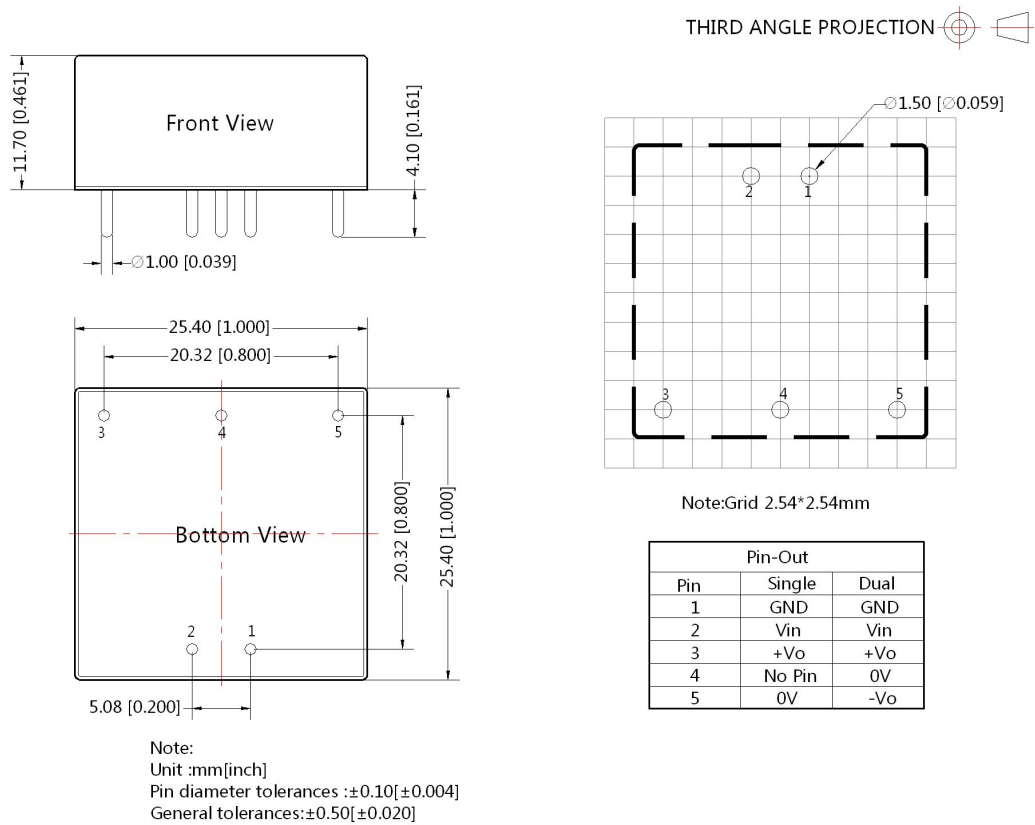 THIRD ANGLE PROJECTION
11.70 [0.461]
Front View
4.10 [0.161]
∅1.00 [0.039]
∅1.50 [∅0.059]
2
1
3
4
5
Note:Grid 2.54*2.54mm
25.40 [1.000]
20.32 [0.800]
3
4
5
Bottom View
20.32 [0.800]
25.40 [1.000]
2
1
5.08 [0.200]
Pin-Out
Pin Single Dual
1 GND GND
2 Vin Vin
3 +Vo +Vo
4 No Pin 0V
5 0V -Vo
Note:
Unit :mm[inch]
Pin diameter tolerances :±0.10[±0.004]
General tolerances:±0.50[±0.020]